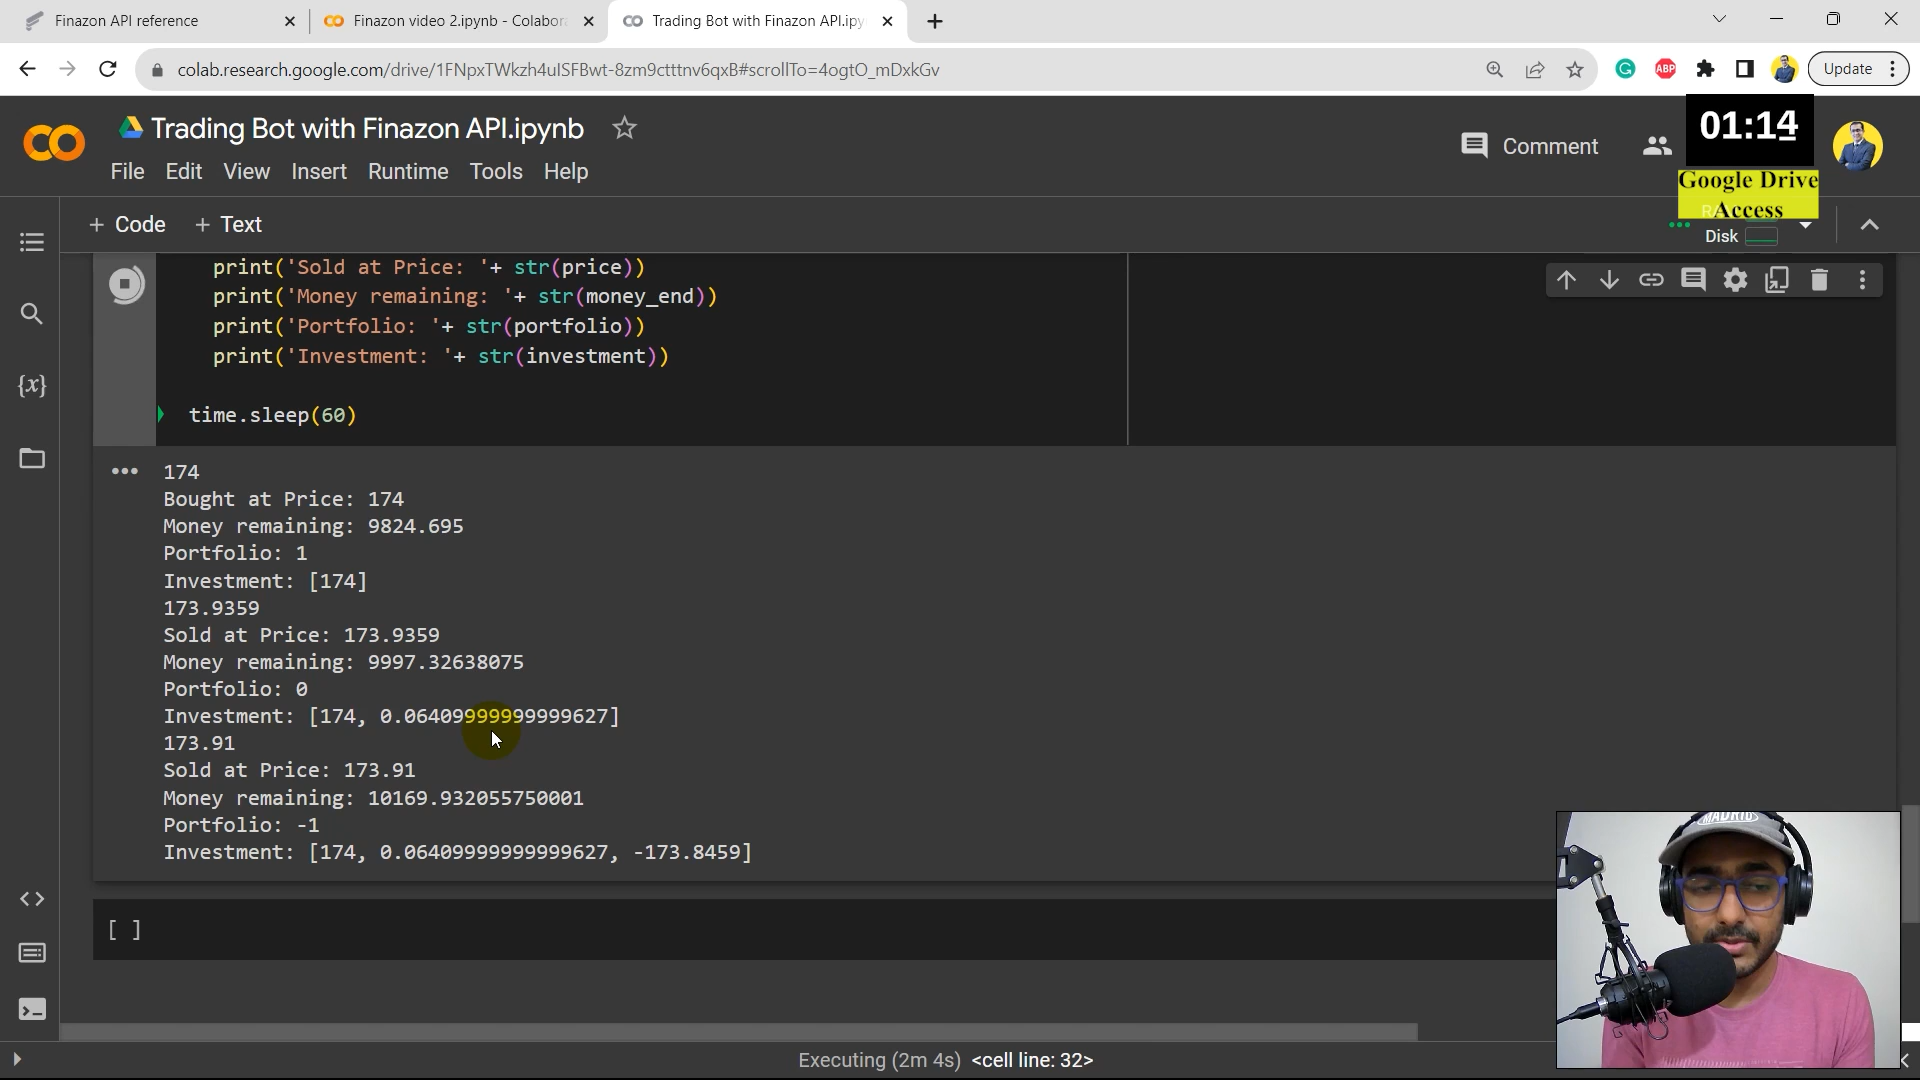 Finazon API reference
Finazon video 2.ipynb - Colabor
Trading Bot with Finazon API.ipy
colab.research.google.com/drive/1FNpxTWkzh4ulSFBwt-8zm9ctttnv6qxB#scrollTo=4ogtO_mDxkGv
ABP
Update
Trading Bot with Finazon API.ipynb
Comment
01:14
File Edit View Insert Runtime Tools Help
Google Drive
Access
+ Code + Text
Disk
print('Sold at Price: '+ str(price))
print('Money remaining: '+ str(money_end))
print('Portfolio: '+ str(portfolio))
print('Investment: '+ str(investment))
{x}
time.sleep(60)
174
Bought at Price: 174
Money remaining: 9824.695
Portfolio: 1
Investment: [174]
173.9359
Sold at Price: 173.9359
Money remaining: 9997.32638075
Portfolio: 0
Investment: [174, 0.06409999999999627]
173.91
Sold at Price: 173.91
Money remaining: 10169.932055750001
Portfolio: -1
Investment: [174, 0.06409999999999627, -173.8459]
[ ]
MADRID
Executing (2m 4s) <cell line: 32>